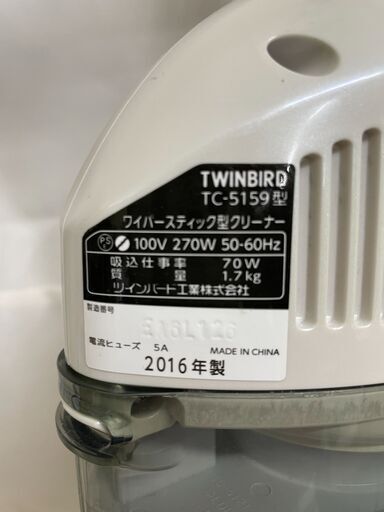 TWINBIRD
TC-5159型
ワイパースティック型クリーナー
PS E 100V 270W 50-60Hz
吸込仕事率 70W
質量 1.7kg
ツインバード工業株式会社
製造番号
E16L126
電流ヒューズ 5A MADE IN CHINA
2016年製